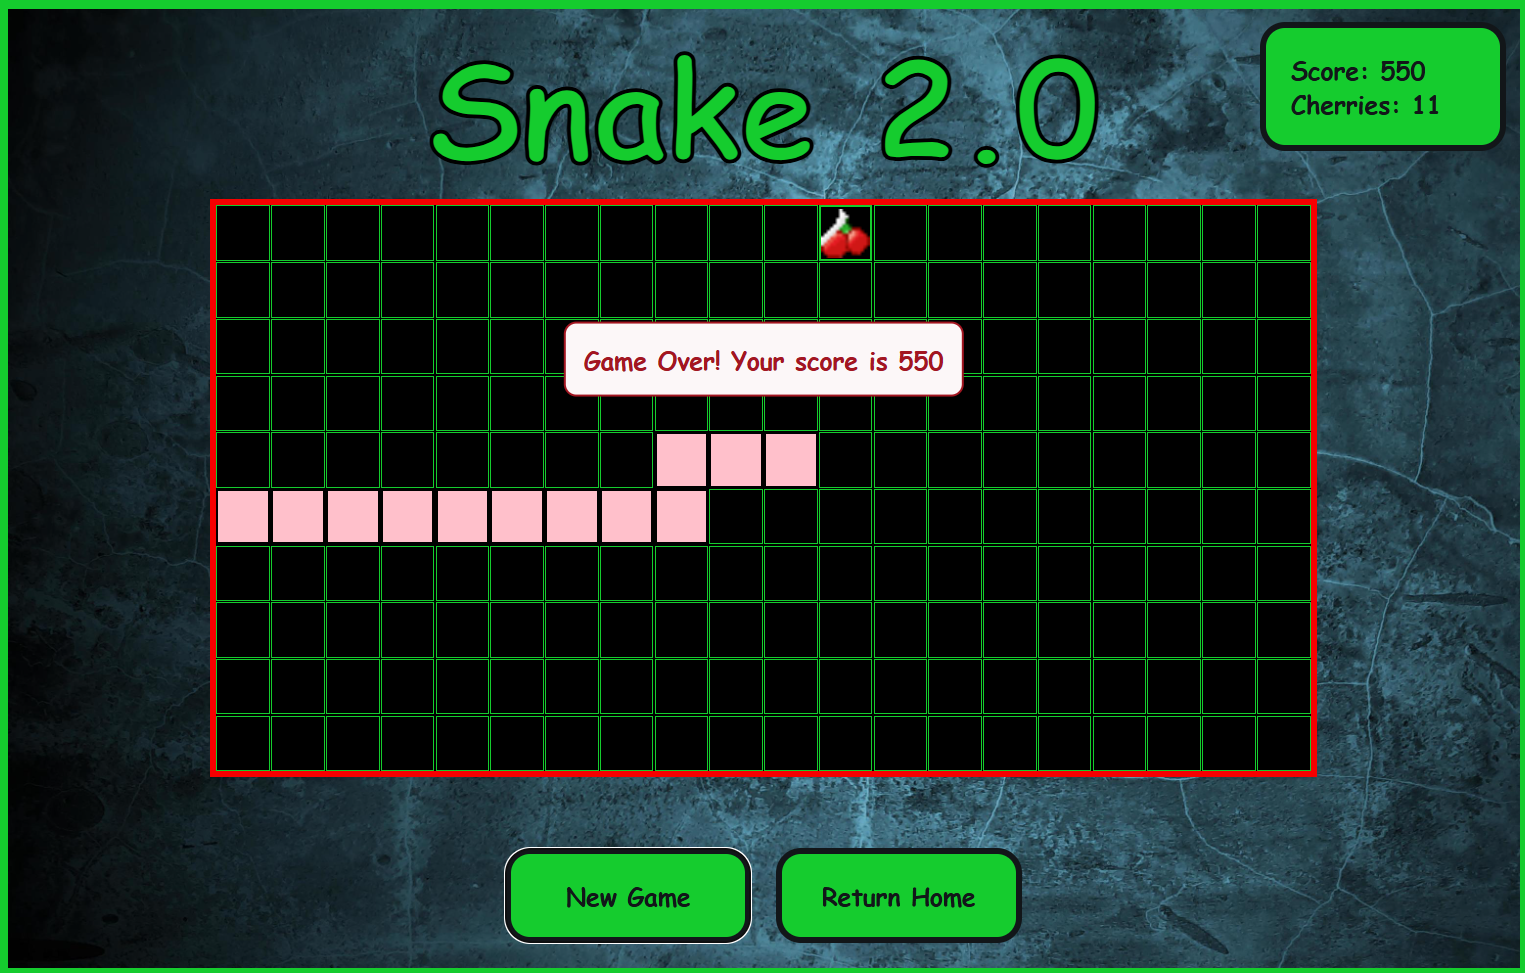 Snake 2.0
Score: 550
Cherries: 11
Game Over! Your score is 550
New Game
Return Home